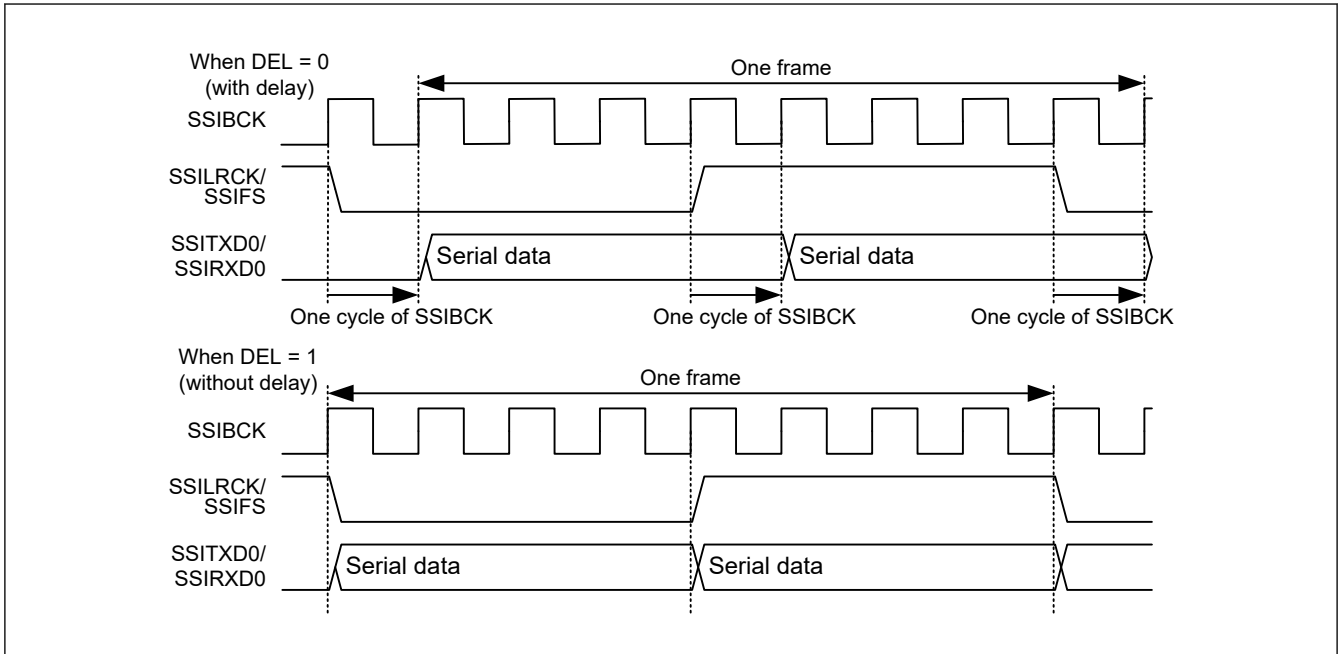 When DEL = 0
(with delay)
One frame
SSIBCK
SSILRCK/
SSIFS
SSITXD0/
SSIRXD0
Serial data
Serial data
One cycle of SSIBCK
One cycle of SSIBCK
One cycle of SSIBCK
When DEL = 1
(without delay)
One frame
SSIBCK
SSILRCK/
SSIFS
SSITXD0/
SSIRXD0
Serial data
Serial data